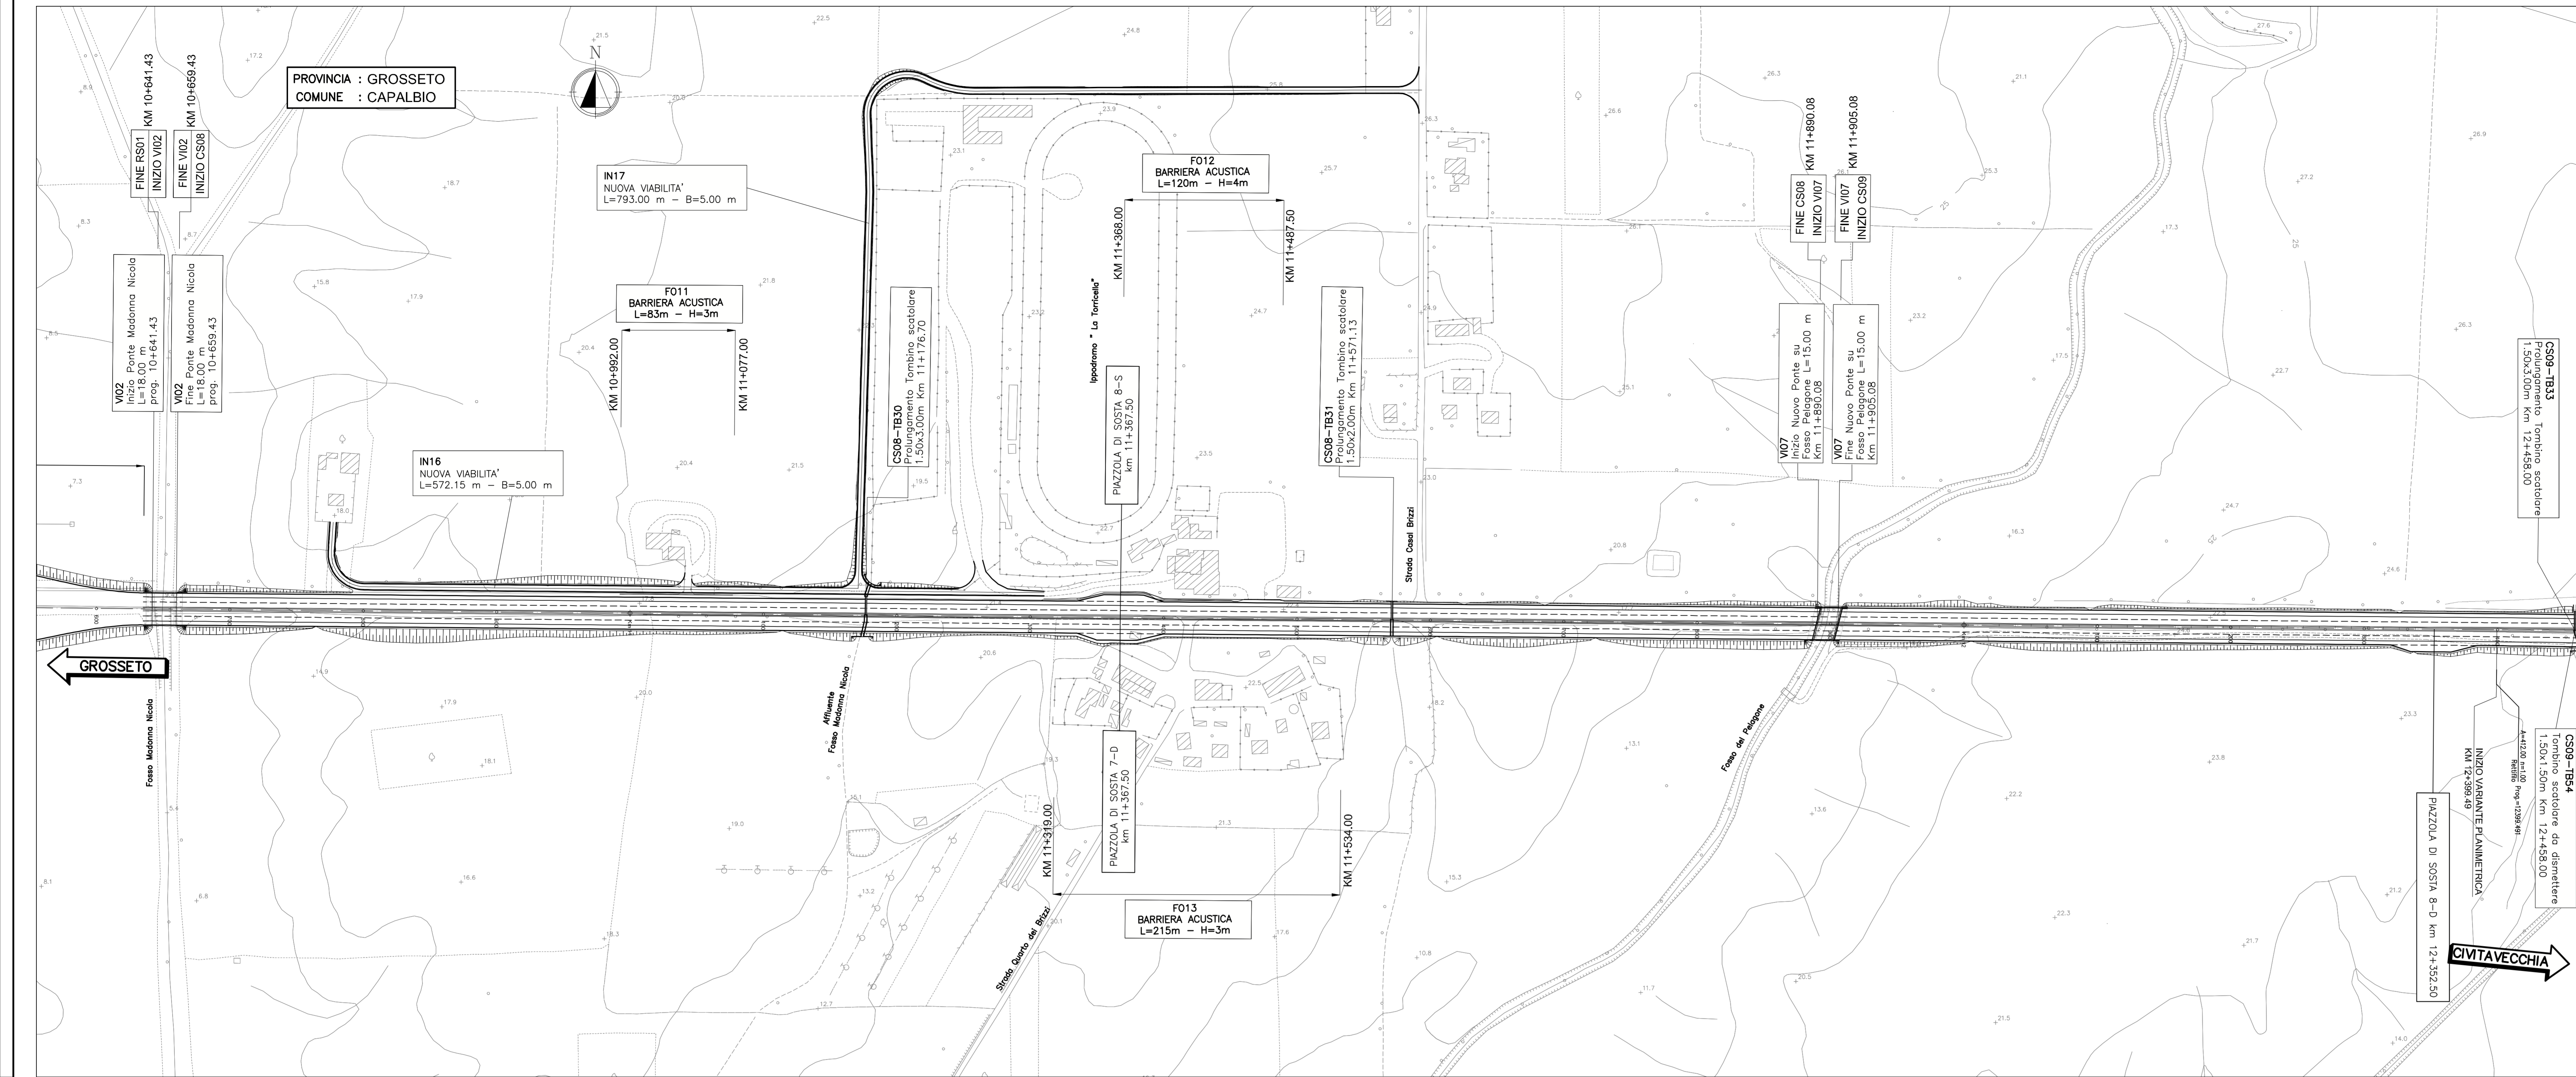 PROVINCIA : GROSSETO
COMUNE : CAPALBIO
N
KM 10+641.43
FINE RS01
INIZIO VI02
KM 10+659.43
FINE VI02
INIZIO CS08
VI02
Inizio Ponte Madonna Nicola
L=18.00 m
prog. 10+641.43
VI02
Fine Ponte Madonna Nicola
L=18.00 m
prog. 10+659.43
IN17
NUOVA VIABILITA'
L=793.00 m - B=5.00 m
IN16
NUOVA VIABILITA'
L=572.15 m - B=5.00 m
FO11
BARRIERA ACUSTICA
L=83m - H=3m
KM 10+992.00
KM 11+077.00
CS08-TB30
Prolungamento Tombino scatolare
1.50x3.00m Km 11+176.70
Ippodromo " La Torricella"
FO12
BARRIERA ACUSTICA
L=120m - H=4m
KM 11+368.00
KM 11+487.50
PIAZZOLA DI SOSTA 8-S
km 11+367.50
CS08-TB31
Prolungamento Tombino scatolare
1.50x2.00m Km 11+571.13
Strada Casal Brizzi
KM 11+890.08
FINE CS08
INIZIO VI07
KM 11+905.08
FINE VI07
INIZIO CS09
VI07
Inizio Nuovo Ponte su
Fosso Pelagone L=15.00 m
Km 11+890.08
VI07
Fine Nuovo Ponte su
Fosso Pelagone L=15.00 m
Km 11+905.08
CS09-TB33
Prolungamento Tombino scatolare
1.50x3.00m Km 12+458.00
GROSSETO
Fosso Madonna Nicola
Affluente
Fosso Madonna Nicola
PIAZZOLA DI SOSTA 7-D
km 11+367.50
KM 11+319.00
KM 11+534.00
FO13
BARRIERA ACUSTICA
L=215m - H=3m
Strada Quarto dei Brizzi
Fosso del Pelagone
A=412.00 n=1.00
Rettifilo Prog.=12399.491
INIZIO VARIANTE PLANIMETRICA
KM 12+399.49
CS09-TB54
Tombino scatolare da dismettere
1.50x1.50m Km 12+458.00
PIAZZOLA DI SOSTA 8-D km 12+352.50
CIVITAVECCHIA